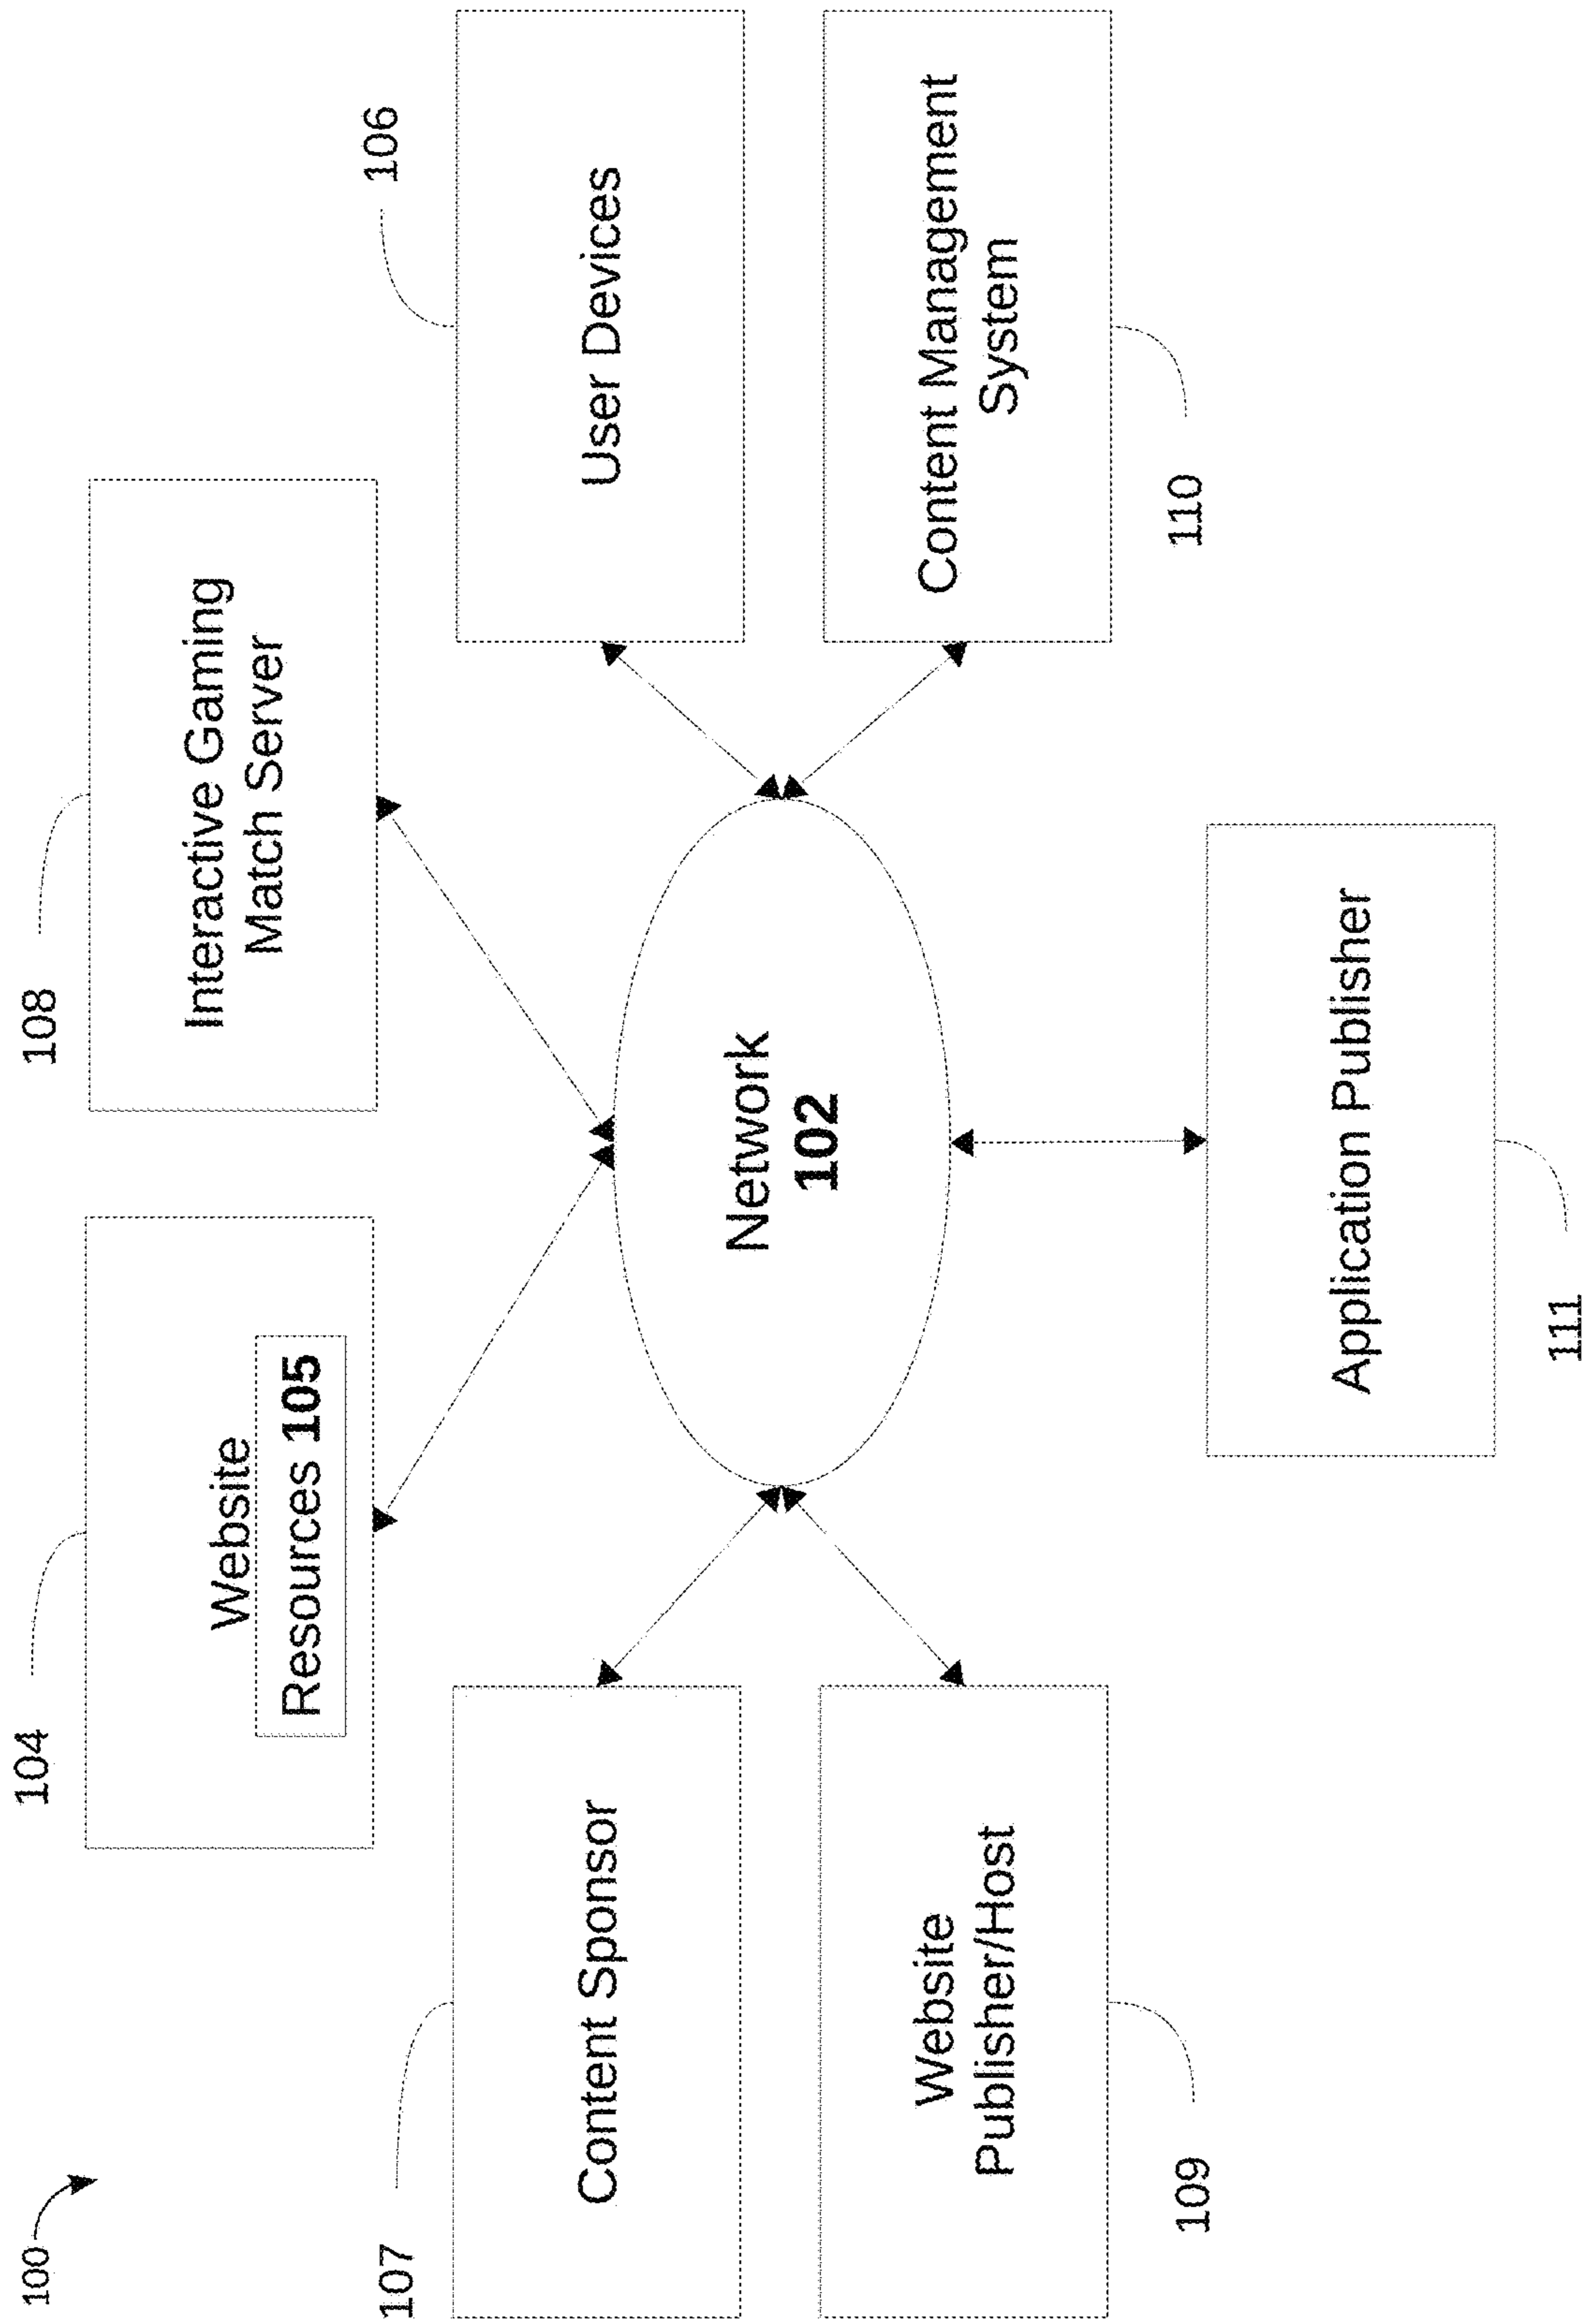 100
104
108
Website
Resources 105
Interactive Gaming
Match Server
107
106
Content Sponsor
User Devices
Network
102
Website
Publisher/Host
Content Management
System
109
110
Application Publisher
111